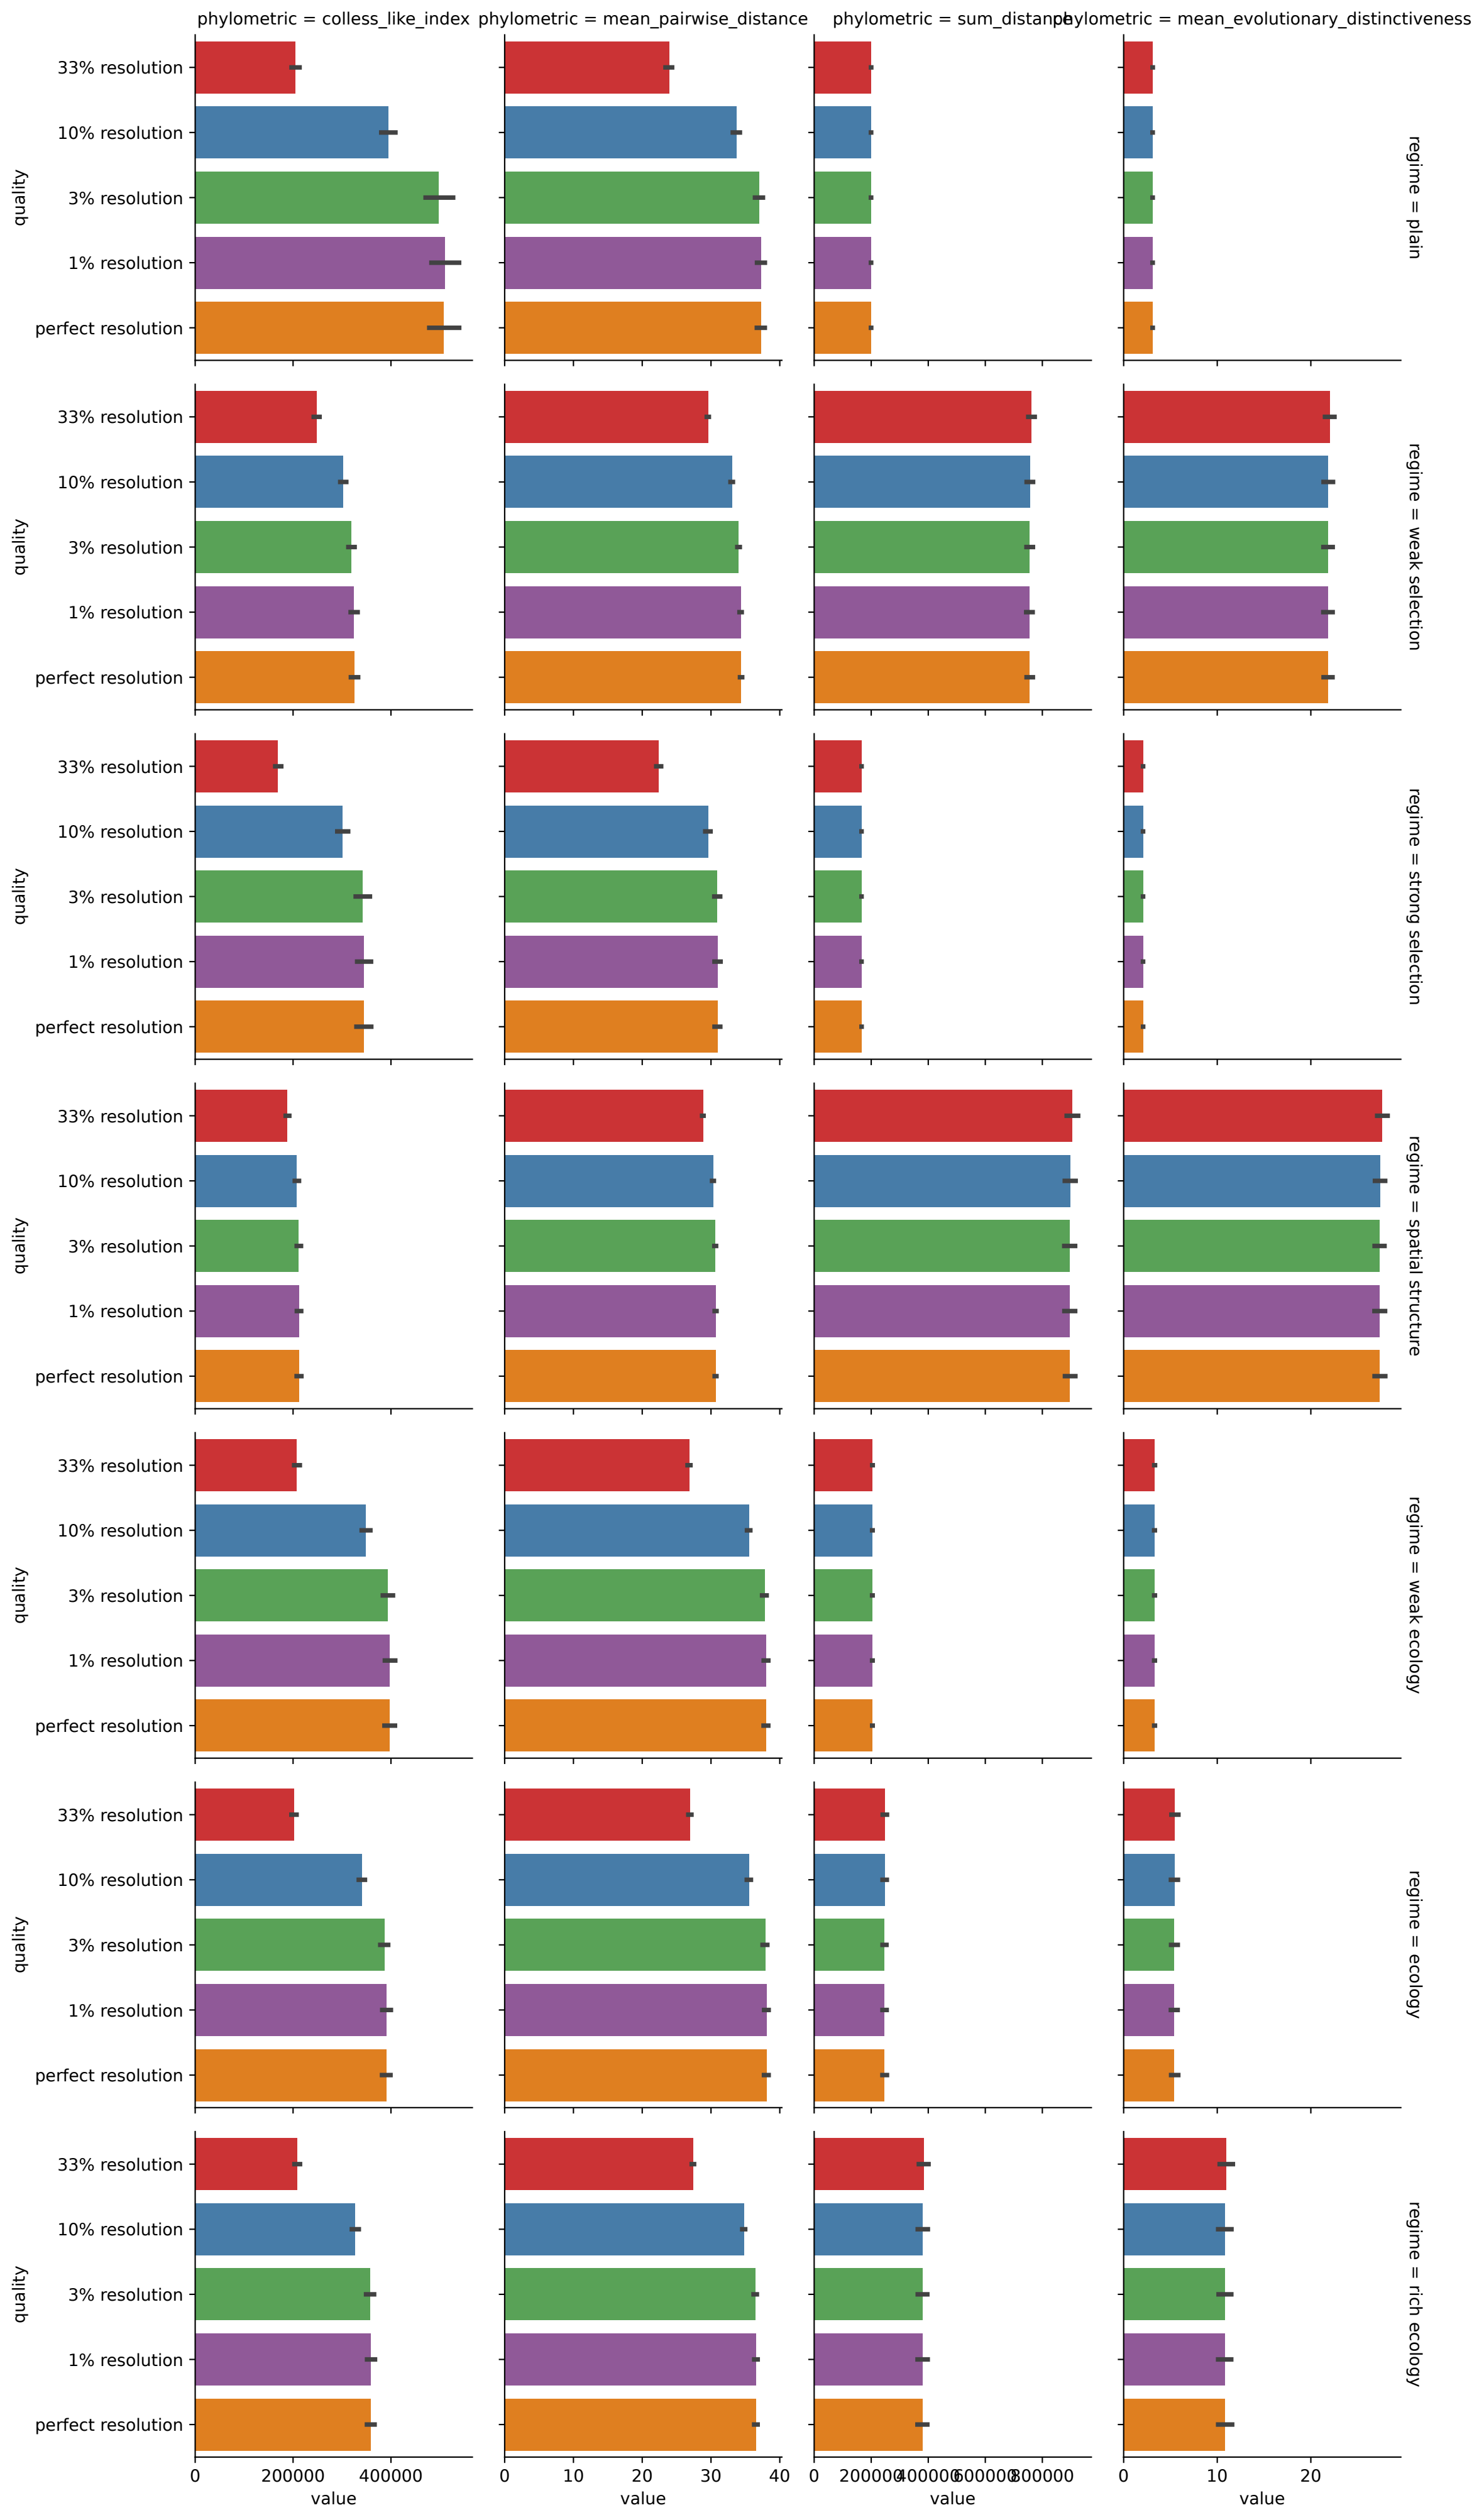 phylometric = colless_like_index
phylometric = mean_pairwise_distance
phylometric = sum_distance
phylometric = mean_evolutionary_distinctiveness
quality
33% resolution
10% resolution
3% resolution
1% resolution
perfect resolution
regime = plain
quality
33% resolution
10% resolution
3% resolution
1% resolution
perfect resolution
regime = weak selection
quality
33% resolution
10% resolution
3% resolution
1% resolution
perfect resolution
regime = strong selection
quality
33% resolution
10% resolution
3% resolution
1% resolution
perfect resolution
regime = spatial structure
quality
33% resolution
10% resolution
3% resolution
1% resolution
perfect resolution
regime = weak ecology
quality
33% resolution
10% resolution
3% resolution
1% resolution
perfect resolution
regime = ecology
quality
33% resolution
10% resolution
3% resolution
1% resolution
perfect resolution
regime = rich ecology
0 200000 400000
value
0 10 20 30 40
value
0 200000 400000 600000 800000
value
0 10 20
value